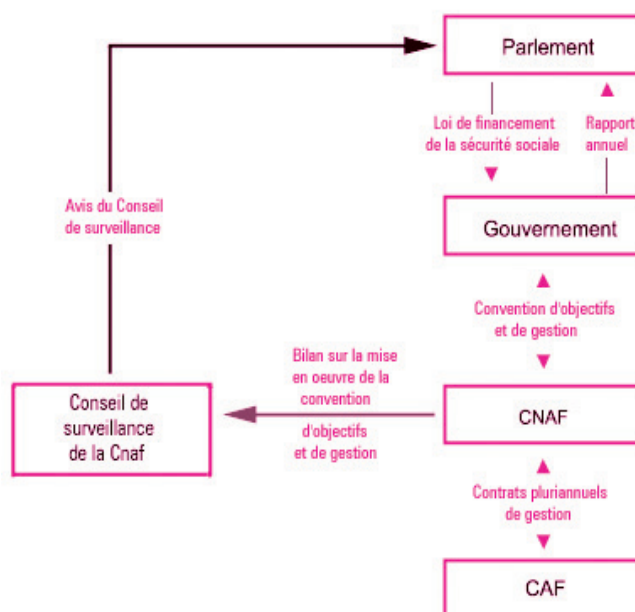 Parlement
Loi de financement
de la sécurité sociale
Rapport
annuel
Avis du Conseil
de surveillance
Gouvernement
Convention d'objectifs
et de gestion
Bilan sur la mise
en oeuvre de la
convention
d'objectifs
et de gestion
Conseil de
surveillance
de la Cnaf
CNAF
Contrats pluriannuels
de gestion
CAF